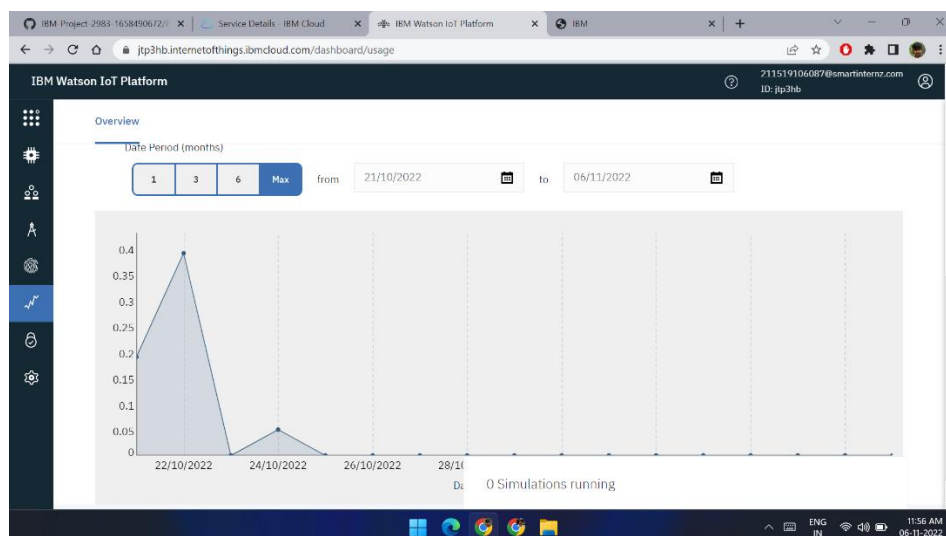 IBM-Project-2983-1658490672/F
Service Details - IBM Cloud
IBM Watson IoT Platform
IBM
jtp3hb.internetofthings.ibmcloud.com/dashboard/usage
IBM Watson IoT Platform
211519106087@smartinternz.com
ID: jtp3hb
Overview
Date Period (months)
1 3 6 Max from 21/10/2022 to 06/11/2022
0.4
0.35
0.3
0.25
0.2
0.15
0.1
0.05
0
22/10/2022 24/10/2022 26/10/2022 28/1
Da
0 Simulations running
ENG
IN
11:56 AM
06-11-2022